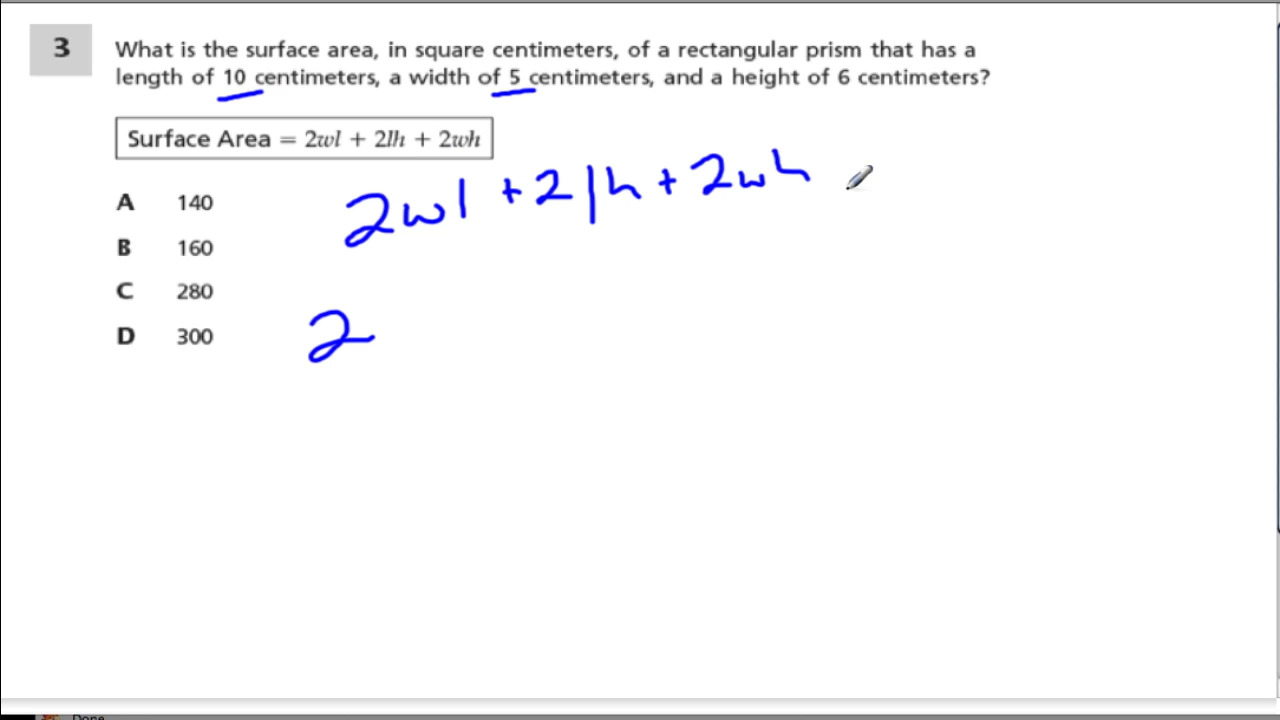 3
What is the surface area, in square centimeters, of a rectangular prism that has a
length of 10 centimeters, a width of 5 centimeters, and a height of 6 centimeters?
Surface Area = 2wl + 2lh + 2wh
2wl + 2lh + 2wh
A 140
B 160
C 280
D 300
2
Done